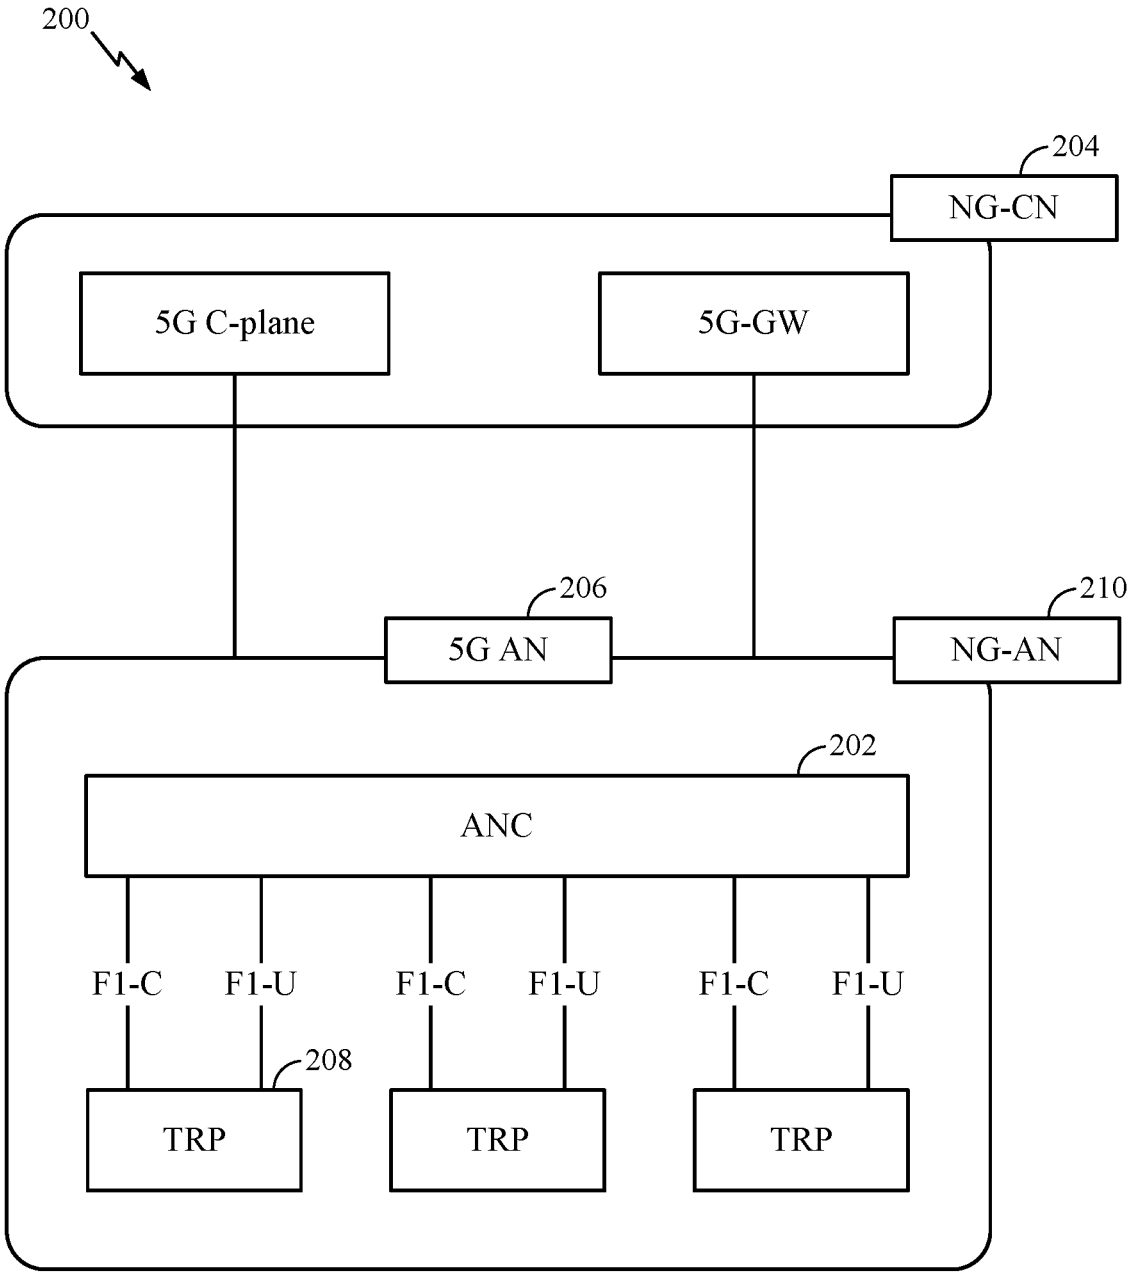 200
204
NG-CN
5G C-plane
5G-GW
206
210
5G AN
NG-AN
202
ANC
F1-C
F1-U
F1-C
F1-U
F1-C
F1-U
208
TRP
TRP
TRP